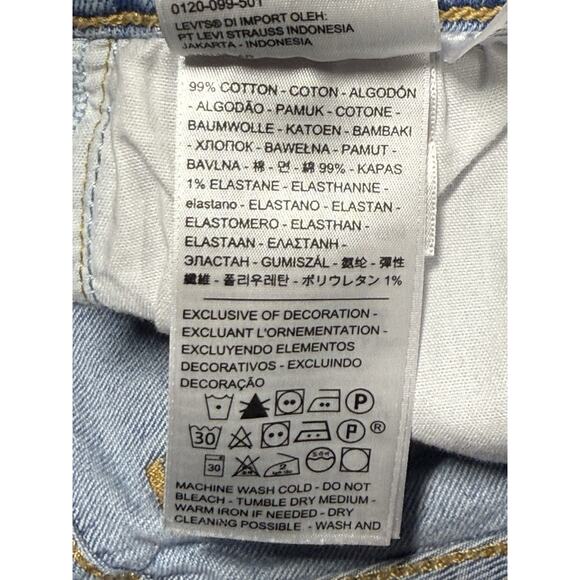 0120-099-501
LEVI'S® DI IMPORT OLEH:
PT LEVI STRAUSS INDONESIA
JAKARTA - INDONESIA
99% COTTON - COTON - ALGODÓN
- ALGODÃO - PAMUK - COTONE -
BAUMWOLLE - KATOEN - BAMBAKI
- ХЛОПОК - BAWEŁNA - PAMUT -
BAVLNA - 棉 - 면 - 綿 99% - KAPAS
1% ELASTANE - ELASTHANNE -
elastano - ELASTANO - ELASTAN -
ELASTOMERO - ELASTHAN -
ELASTAAN - ΕΛΑΣΤΑΝΗ -
ЭЛАСТАН - GUMISZÁL - 氨纶 - 彈性
纖維 - 폴리우레탄 - ポリウレタン 1%
EXCLUSIVE OF DECORATION -
EXCLUANT L'ORNEMENTATION -
EXCLUYENDO ELEMENTOS
DECORATIVOS - EXCLUINDO
DECORAÇÃO
P
30 P ®
30 2
MACHINE WASH COLD - DO NOT
BLEACH - TUMBLE DRY MEDIUM -
WARM IRON IF NEEDED - DRY
CLEANING POSSIBLE - WASH AND